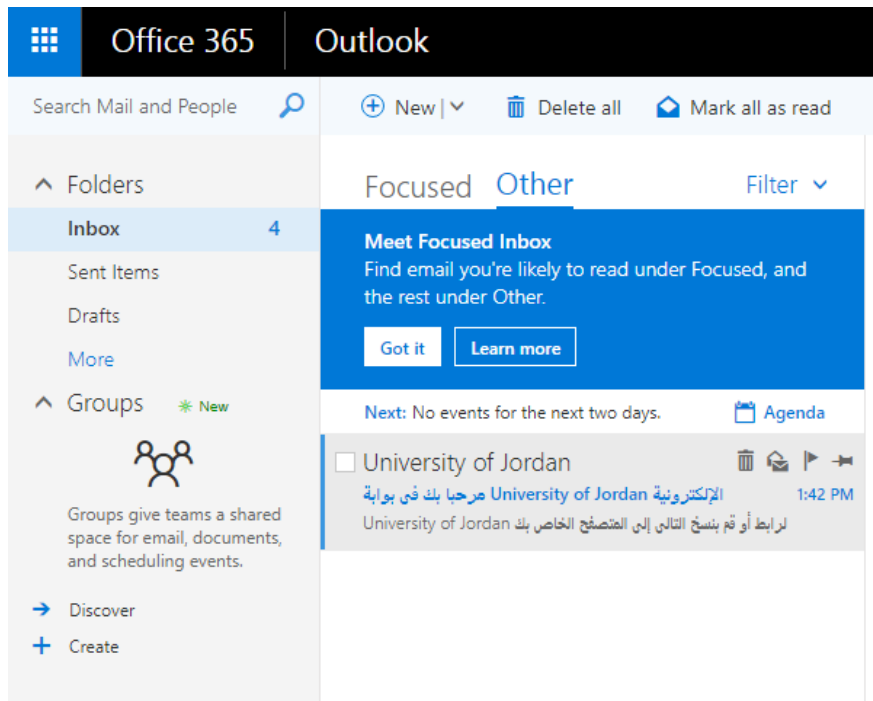 Office 365
Outlook
Search Mail and People
New
Delete all
Mark all as read
Folders
Inbox 4
Sent Items
Drafts
More
Groups
New
Groups give teams a shared
space for email, documents,
and scheduling events.
Discover
Create
Focused Other
Filter
Meet Focused Inbox
Find email you're likely to read under Focused, and
the rest under Other.
Got it
Learn more
Next: No events for the next two days.
Agenda
University of Jordan
مرحبا بك في بوابة University of Jordan الإلكترونية
1:42 PM
لرابط أو قم بنسخ التالي إلى المتصفح الخاص بك University of Jordan